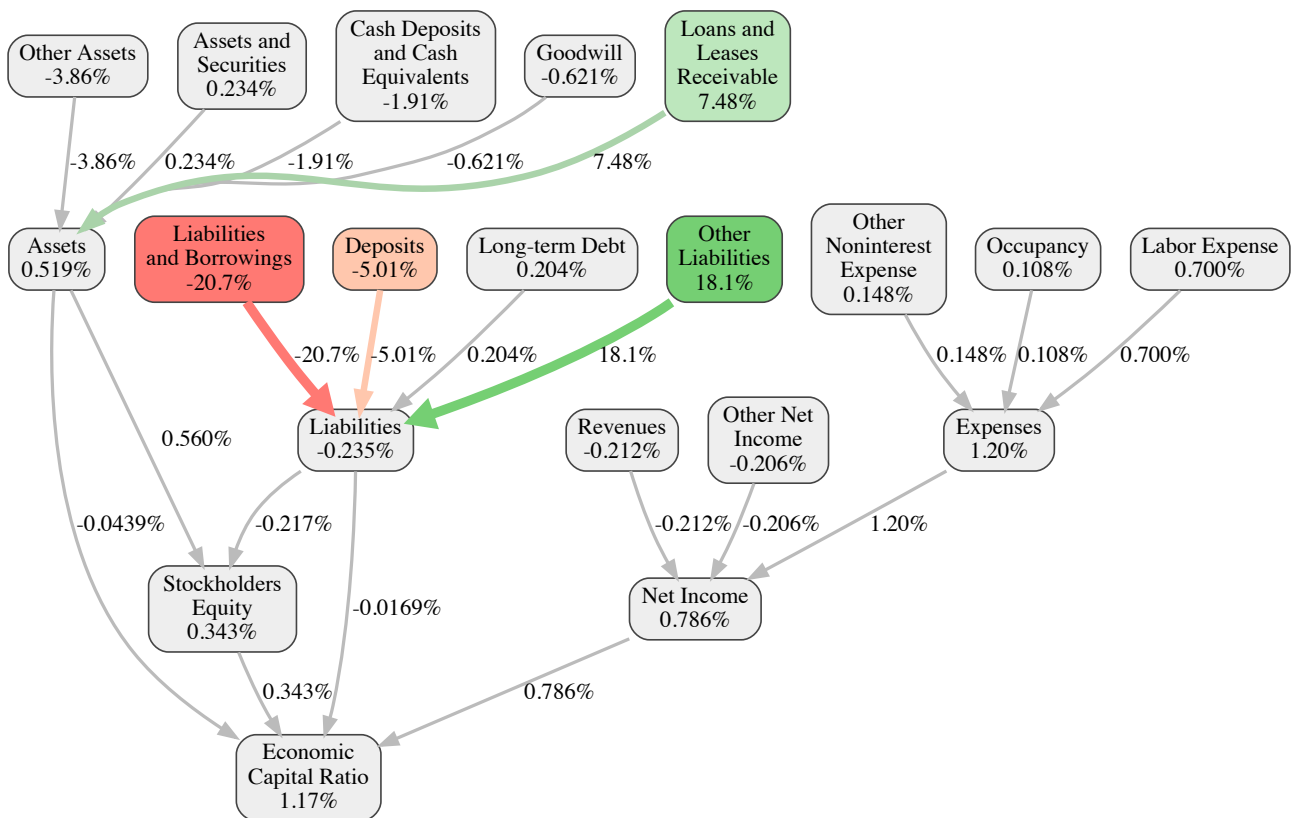 Other Assets
-3.86%
Assets and
Securities
0.234%
Cash Deposits
and Cash
Equivalents
-1.91%
Goodwill
-0.621%
Loans and
Leases
Receivable
7.48%
-3.86%
0.234%
-1.91%
-0.621%
7.48%
Assets
0.519%
Liabilities
and Borrowings
-20.7%
Deposits
-5.01%
Long-term Debt
0.204%
Other
Liabilities
18.1%
Other
Noninterest
Expense
0.148%
Occupancy
0.108%
Labor Expense
0.700%
-20.7%
-5.01%
0.204%
18.1%
0.148%
0.108%
0.700%
0.560%
Liabilities
-0.235%
Revenues
-0.212%
Other Net
Income
-0.206%
Expenses
1.20%
-0.0439%
-0.217%
-0.212%
-0.206%
1.20%
Stockholders
Equity
0.343%
-0.0169%
Net Income
0.786%
0.343%
0.786%
Economic
Capital Ratio
1.17%